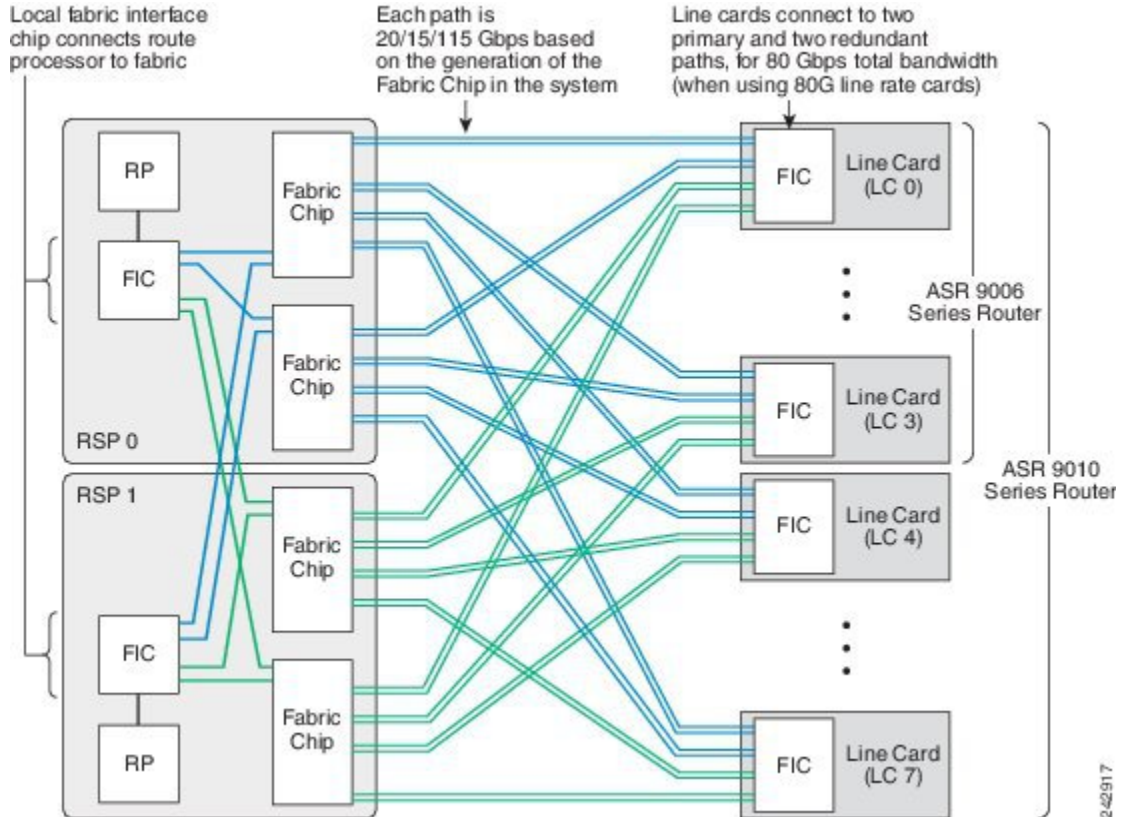 Local fabric interface
chip connects route
processor to fabric
Each path is
20/15/115 Gbps based
on the generation of the
Fabric Chip in the system
Line cards connect to two
primary and two redundant
paths, for 80 Gbps total bandwidth
(when using 80G line rate cards)
RP
FIC
Fabric
Chip
Fabric
Chip
RSP 0
RSP 1
Fabric
Chip
FIC
RP
Fabric
Chip
FIC
Line Card
(LC 0)
ASR 9006
Series Router
FIC
Line Card
(LC 3)
ASR 9010
Series Router
FIC
Line Card
(LC 4)
FIC
Line Card
(LC 7)
242917